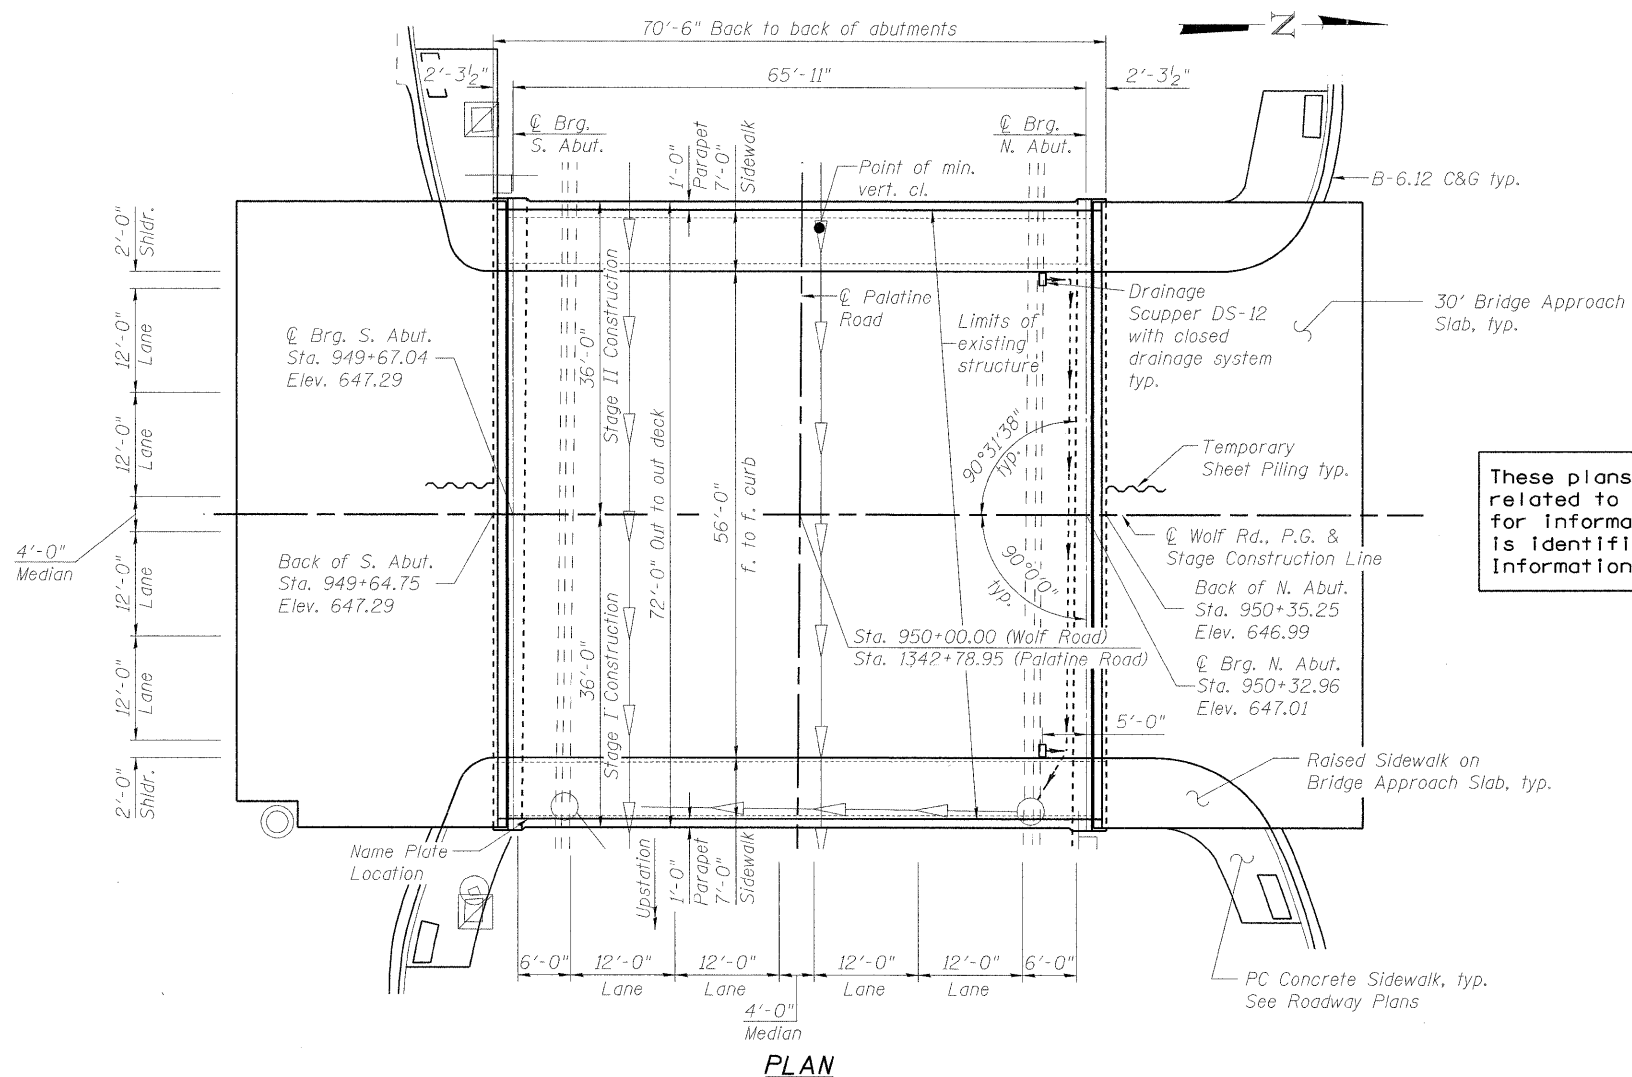 70'-6" Back to back of abutments
N
2'-3½"
65'-11"
2'-3½"
℄ Brg.
S. Abut.
1'-0"
Parapet
7'-0"
Sidewalk
℄ Brg.
N. Abut.
Point of min.
vert. cl.
B-6.12 C&G typ.
2'-0"
Shldr.
12'-0"
Lane
12'-0"
Lane
4'-0"
Median
12'-0"
Lane
12'-0"
Lane
2'-0"
Shldr.
℄ Brg. S. Abut.
Sta. 949+67.04
Elev. 647.29
Back of S. Abut.
Sta. 949+64.75
Elev. 647.29
36'-0"
Stage II Construction
36'-0"
Stage I Construction
72'-0" Out to out deck
56'-0"
f. to f. curb
℄ Palatine
Road
Limits of
existing
structure
Drainage
Scupper DS-12
with closed
drainage system
typ.
30' Bridge Approach
Slab, typ.
90°31'38"
typ.
90°0'0"
typ.
Temporary
Sheet Piling typ.
These plans
related to
for informa
is identifi
Information
℄ Wolf Rd., P.G. &
Stage Construction Line
Back of N. Abut.
Sta. 950+35.25
Elev. 646.99
Sta. 950+00.00 (Wolf Road)
Sta. 1342+78.95 (Palatine Road)
℄ Brg. N. Abut.
Sta. 950+32.96
Elev. 647.01
5'-0"
Raised Sidewalk on
Bridge Approach Slab, typ.
Name Plate
Location
Upstation
1'-0"
Parapet
7'-0"
Sidewalk
6'-0"
12'-0"
Lane
12'-0"
Lane
4'-0"
Median
12'-0"
Lane
12'-0"
Lane
6'-0"
PC Concrete Sidewalk, typ.
See Roadway Plans
PLAN